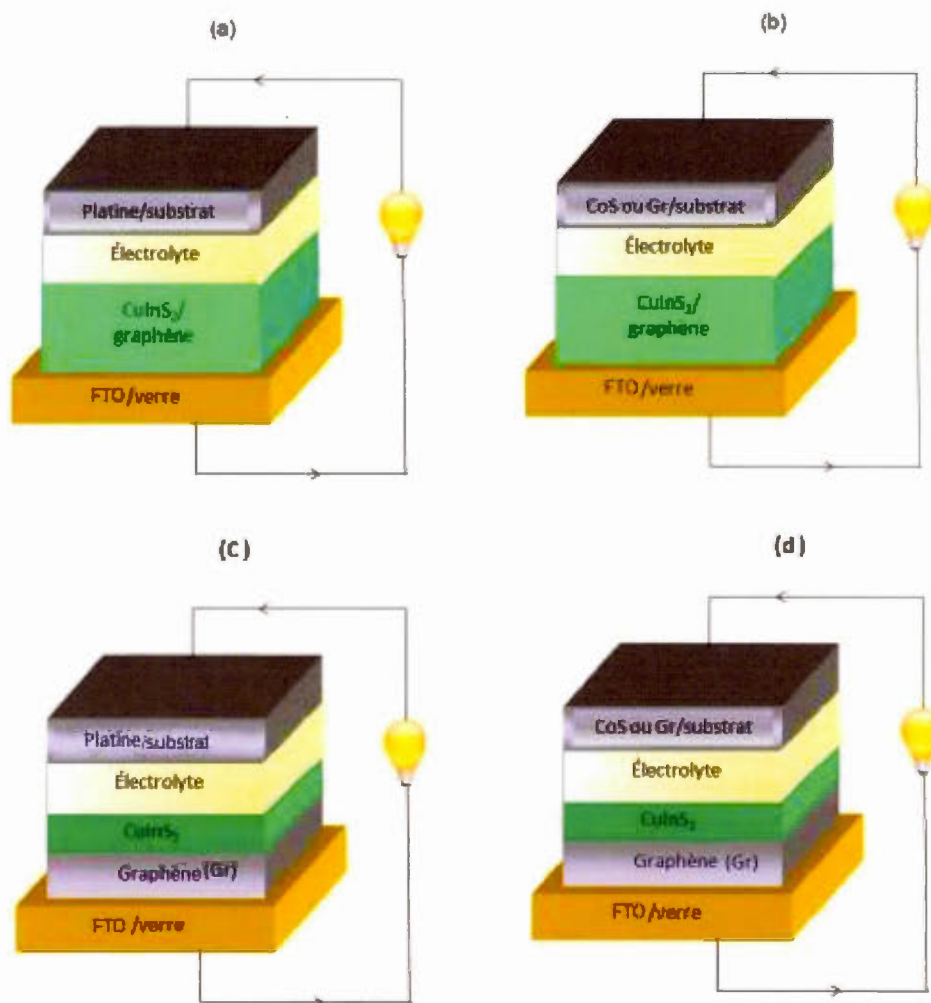 (a)
Platine/substrat
Électrolyte
CuInS₂/
graphène
FTO/verre
(b)
CoS ou Gr/substrat
Électrolyte
CuInS₂/
graphène
FTO/verre
(C)
Platine/substrat
Électrolyte
CuInS₂
Graphène (Gr)
FTO/verre
(d)
CoS ou Gr/substrat
Électrolyte
CuInS₂
Graphène (Gr)
FTO/verre